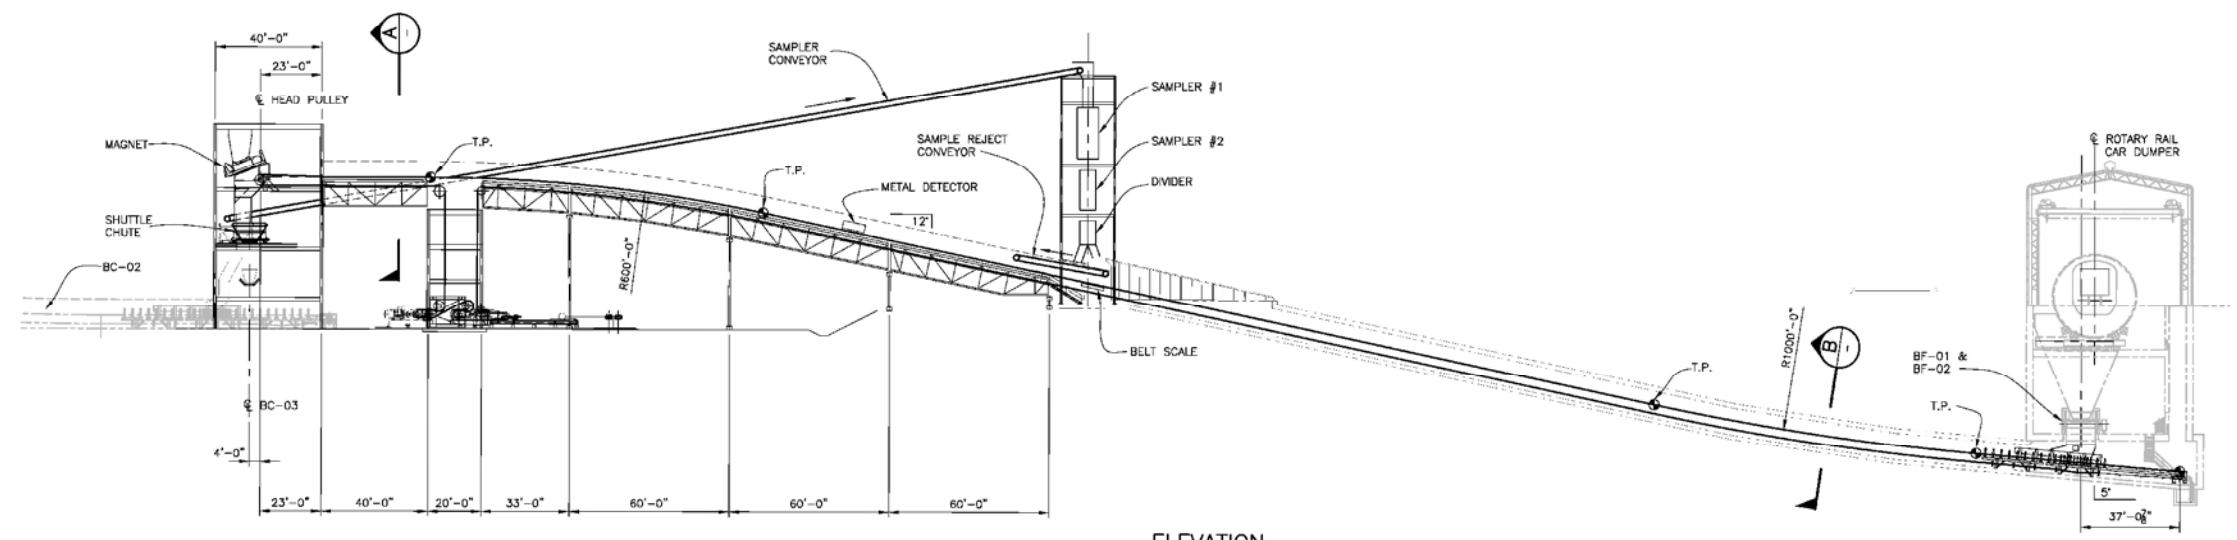 40'-0"
A
23'-0"
℄ HEAD PULLEY
SAMPLER
CONVEYOR
SAMPLER #1
MAGNET
T.P.
SAMPLE REJECT
CONVEYOR
SAMPLER #2
℄ ROTARY RAIL
CAR DUMPER
T.P.
METAL DETECTOR
DIVIDER
SHUTTLE
CHUTE
12°
BC-02
R600'-0"
BELT SCALE
R1000'-0"
B
BF-01 &
BF-02
T.P.
T.P.
℄ BC-03
4'-0"
23'-0"
40'-0"
20'-0"
33'-0"
60'-0"
60'-0"
60'-0"
5°
ELEVATION